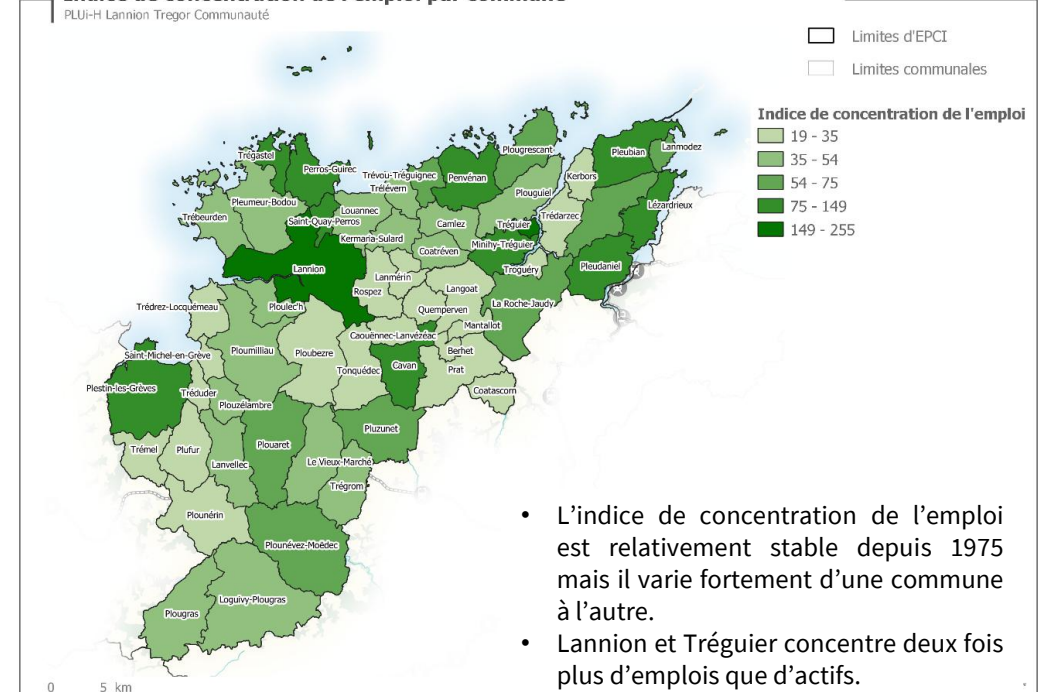 PLUi-H Lannion Tregor Communauté
Limites d'EPCI
Limites communales
Indice de concentration de l'emploi
19 - 35
35 - 54
54 - 75
75 - 149
149 - 255
Trégastel
Perros-Guirec
Trévou-Tréguignec
Trélévern
Penvénan
Plougrescant
Pleubian
Lanmodez
Kerbors
Plouguiel
Pleumeur-Bodou
Trébeurden
Louannec
Saint-Quay-Perros
Camlez
Tréguier
Trédarzec
Lézardrieux
Kermaria-Sulard
Coatréven
Minihy-Tréguier
Lannion
Lanmérin
Troguéry
Pleudaniel
Rospez
Langoat
La Roche-Jaudy
Trédrez-Locquémeau
Ploulec'h
Quemperven
Mantallot
Caouënnec-Lanvézéac
Saint-Michel-en-Grève
Ploumilliau
Ploubezre
Berhet
Tonquédec
Cavan
Prat
Plestin-les-Grèves
Tréduder
Coatascorn
Plouzélambre
Pluzunet
Trémel
Plufur
Plouaret
Lanvellec
Le Vieux-Marché
Trégrom
Plounérin
Plounévez-Moëdec
Loguivy-Plougras
Plougras
• L'indice de concentration de l'emploi
est relativement stable depuis 1975
mais il varie fortement d'une commune
à l'autre.
• Lannion et Tréguier concentre deux fois
plus d'emplois que d'actifs.
0 5 km